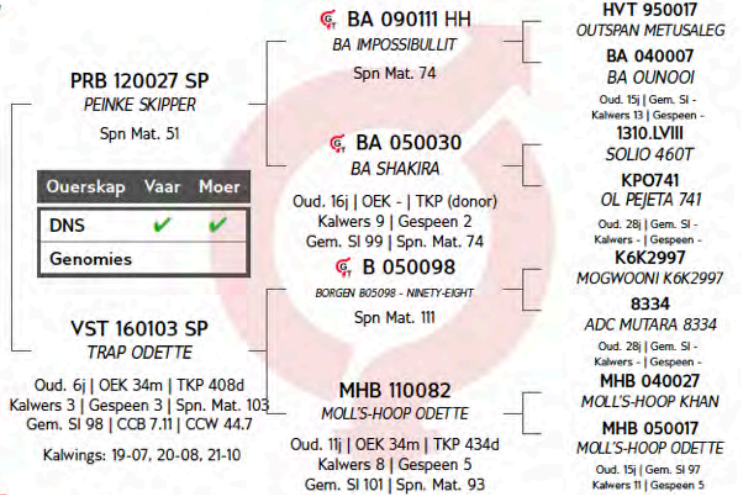 PRB 120027 SP
PEINKE SKIPPER
Spn Mat. 51
Ouerskap Vaar Moer
DNS ✓ ✓
Genomies
VST 160103 SP
TRAP ODETTE
Oud. 6j | OEK 34m | TKP 408d
Kalwers 3 | Gespeen 3 | Spn. Mat. 103
Gem. SI 98 | CCB 7.11 | CCW 44.7
Kalwings: 19-07, 20-08, 21-10
BA 090111 HH
BA IMPOSSIBULLIT
Spn Mat. 74
BA 050030
BA SHAKIRA
Oud. 16j | OEK - | TKP (donor)
Kalwers 9 | Gespeen 2
Gem. SI 99 | Spn. Mat. 74
B 050098
BORGEN B05098 - NINETY-EIGHT
Spn Mat. 111
MHB 110082
MOLL'S-HOOP ODETTE
Oud. 11j | OEK 34m | TKP 434d
Kalwers 8 | Gespeen 5
Gem. SI 101 | Spn. Mat. 93
HVT 950017
OUTSPAN METUSALEG
BA 040007
BA OUNOOI
Oud. 15j | Gem. SI -
Kalwers 13 | Gespeen -
1310.LVIII
SOLIO 460T
KPO741
OL PEJETA 741
Oud. 28j | Gem. SI -
Kalwers - | Gespeen -
K6K2997
MOGWOONI K6K2997
8334
ADC MUTARA 8334
Oud. 28j | Gem. SI -
Kalwers - | Gespeen -
MHB 040027
MOLL'S-HOOP KHAN
MHB 050017
MOLL'S-HOOP ODETTE
Oud. 15j | Gem. SI 97
Kalwers 11 | Gespeen 5